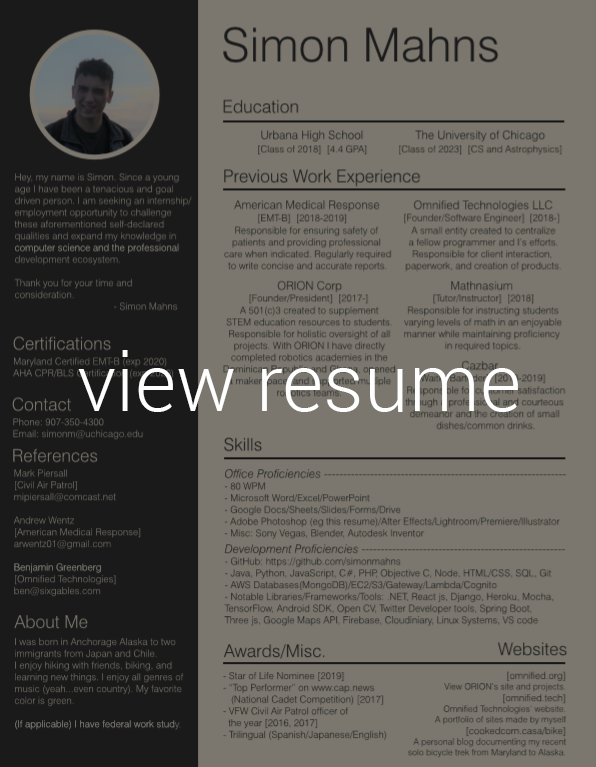 Simon Mahns
Hey, my name is Simon. Since a young
age I have been a tenacious and goal
driven person. I am seeking an internship/
employment opportunity to challenge
these aforementioned self-declared
qualities and expand my knowledge in
computer science and the professional
development ecosystem.
Thank you for your time and
consideration.
- Simon Mahns
Certifications
Maryland Certified EMT-B (exp 2020)
AHA CPR/BLS
Contact
Phone: 907-350-4300
Email: simonm@uchicago.edu
References
Mark Piersall
[Civil Air Patrol]
mipiersall@comcast.net
Andrew Wentz
[American Medical Response]
arwentz01@gmail.com
Benjamin Greenberg
[Omnified Technologies]
ben@sixgables.com
About Me
I was born in Anchorage Alaska to two
immigrants from Japan and Chile.
I enjoy hiking with friends, biking, and
learning new things. I enjoy all genres of
music (yeah...even country). My favorite
color is green.
(If applicable) I have federal work study.
Education
Urbana High School
[Class of 2018] [4.4 GPA]
The University of Chicago
[Class of 2023] [CS and Astrophysics]
Previous Work Experience
American Medical Response
[EMT-B] [2018-2019]
Responsible for ensuring safety of
patients and providing professional
care when indicated. Regularly required
to write concise and accurate reports.
ORION Corp
[Founder/President] [2017-]
A 501(c)3 created to supplement
STEM education resources to students.
Responsible for holistic oversight of all
projects. With ORION I have directly
completed robotics academies in the
robotics teams.
Omnified Technologies LLC
[Founder/Software Engineer] [2018-]
A small entity created to centralize
a fellow programmer and I's efforts.
Responsible for client interaction,
paperwork, and creation of products.
Mathnasium
[Tutor/Instructor] [2018]
Responsible for instructing students
varying levels of math in an enjoyable
manner while maintaining proficiency
in required topics.
Cazbar
Responsible for customer satisfaction
through a professional and courteous
demeanor and the creation of small
dishes/common drinks.
view resume
Skills
Office Proficiencies
- 80 WPM
- Microsoft Word/Excel/PowerPoint
- Google Docs/Sheets/Slides/Forms/Drive
- Adobe Photoshop (eg this resume)/Alter Effects/Lightroom/Premiere/Illustrator
- Misc: Sony Vegas, Blender, Autodesk Inventor
Development Proficiencies
- GitHub: https://github.com/simonmahns
- Java, Python, JavaScript, C#, PHP, Objective C, Node, HTML/CSS, SQL, Git
- AWS Databases(MongoDB)/EC2/S3/Gateway/Lambda/Cognito
- Notable Libraries/Frameworks/Tools: .NET, React js, Django, Heroku, Mocha,
TensorFlow, Android SDK, Open CV, Twitter Developer tools, Spring Boot,
Three js, Google Maps API, Firebase, Cloudiniary, Linux Systems, VS code
Awards/Misc.
- Star of Life Nominee [2019]
- "Top Performer" on www.cap.news
(National Cadet Competition) [2017]
- VFW Civil Air Patrol officer of
the year [2016, 2017]
- Trilingual (Spanish/Japanese/English)
Websites
[omnified.org]
View ORION's site and projects.
[omnified.tech]
Omnified Technologies' website.
A portfolio of sites made by myself
[cookedorn.casa/bike]
A personal blog documenting my recent
solo bicycle trek from Maryland to Alaska.